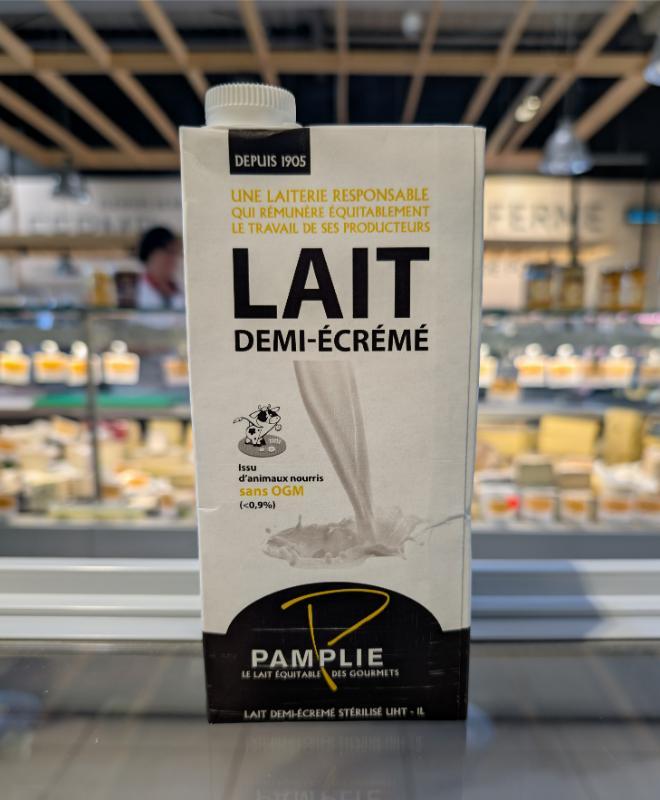 DEPUIS 1905
UNE LAITERIE RESPONSABLE
QUI RÉMUNÈRE ÉQUITABLEMENT
LE TRAVAIL DE SES PRODUCTEURS
LAIT
DEMI-ÉCRÉMÉ
Issu
d'animaux nourris
sans OGM
(<0,9%)
P
PAMPLIE
LE LAIT ÉQUITABLE DES GOURMETS
LAIT DEMI-ÉCRÉMÉ STÉRILISÉ UHT - 1L
FERME